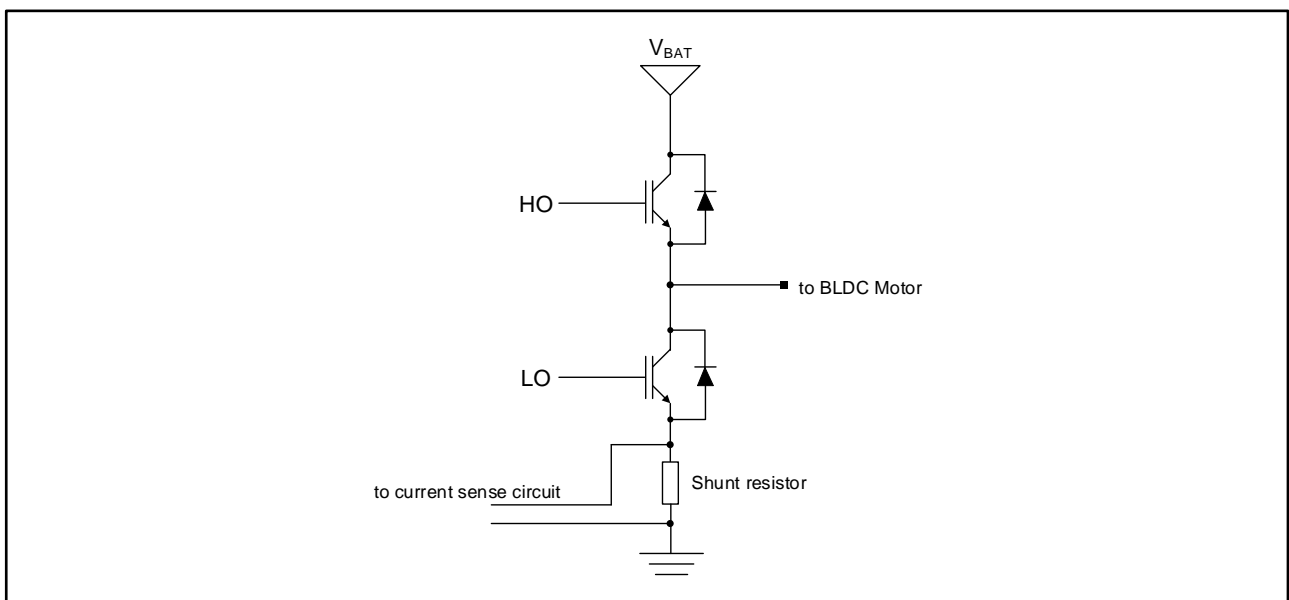 VBAT
HO
to BLDC Motor
LO
to current sense circuit
Shunt resistor